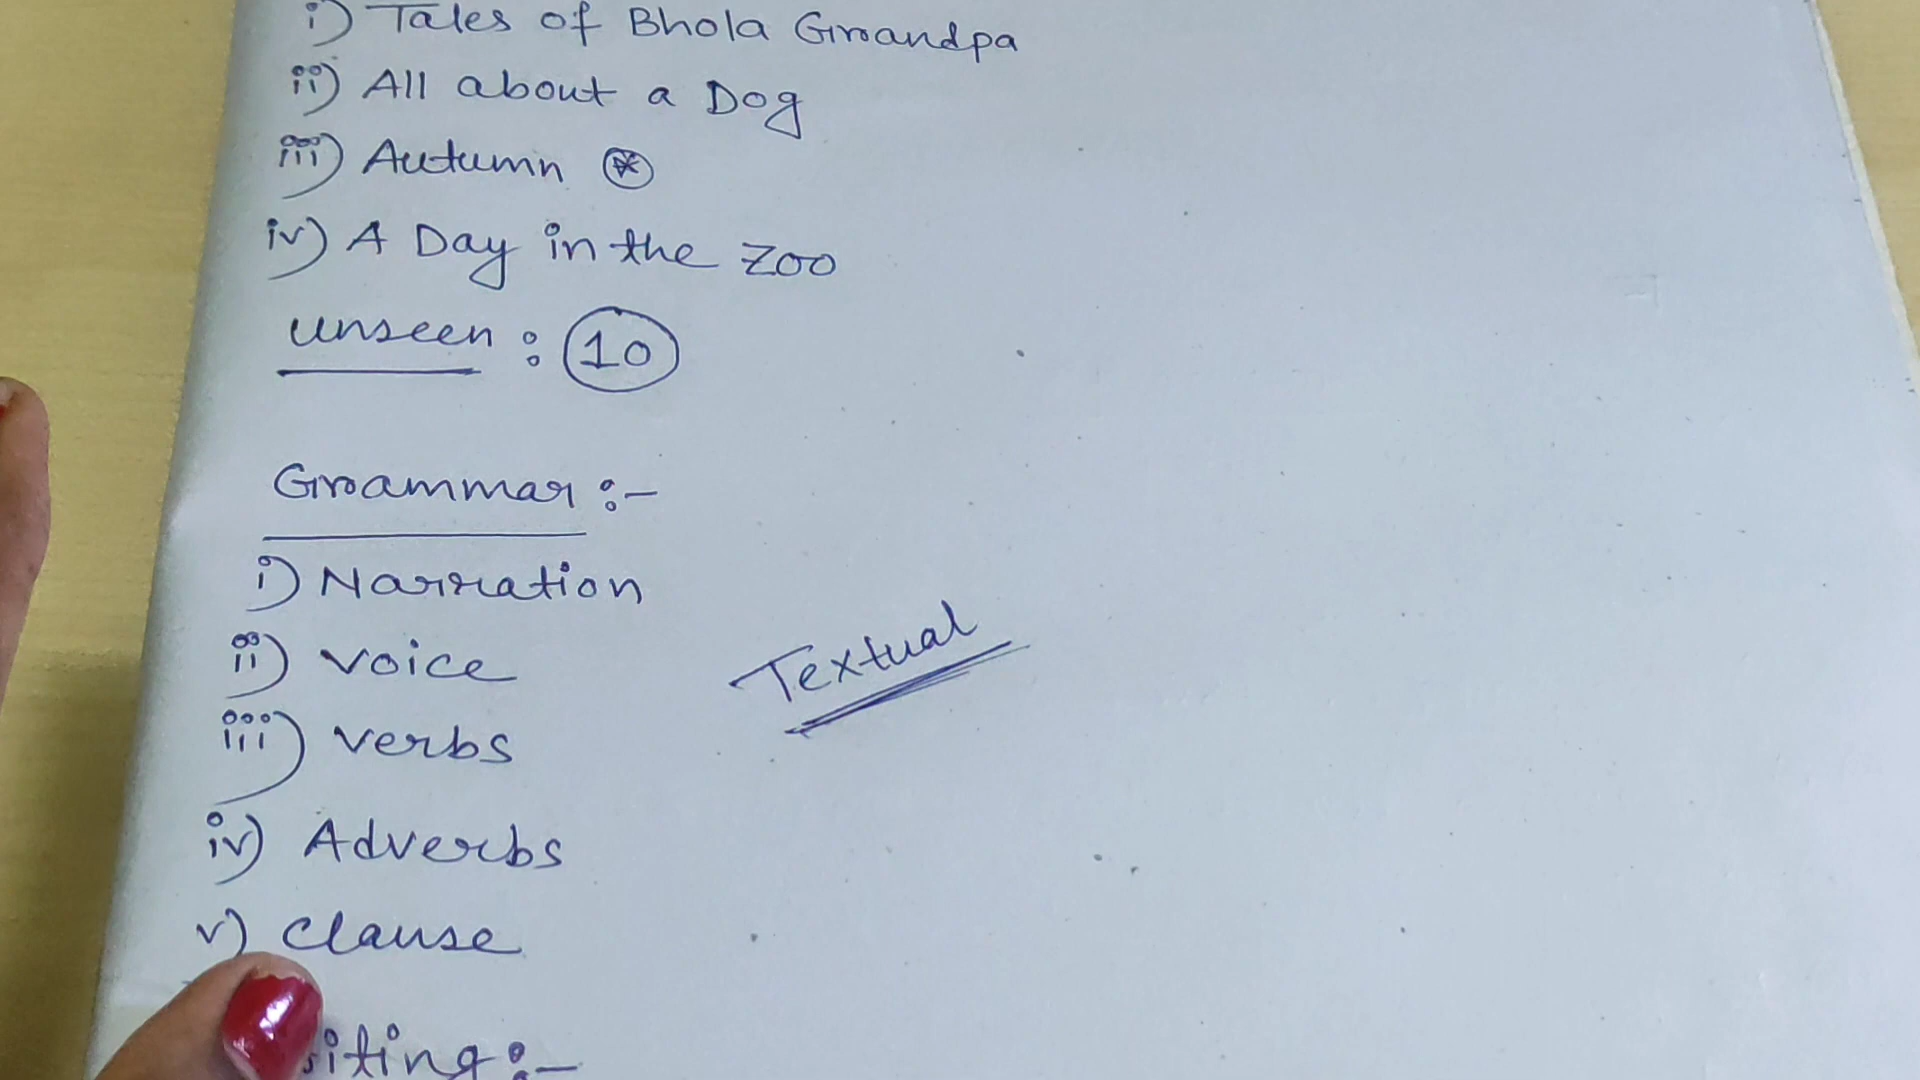 i) Tales of Bhola Grandpa
ii) All about a Dog
iii) Autumn
iv) A Day in the Zoo
unseen : 10
Grammar :-
i) Narration
ii) voice
iii) verbs
Textual
iv) Adverbs
v) Clause